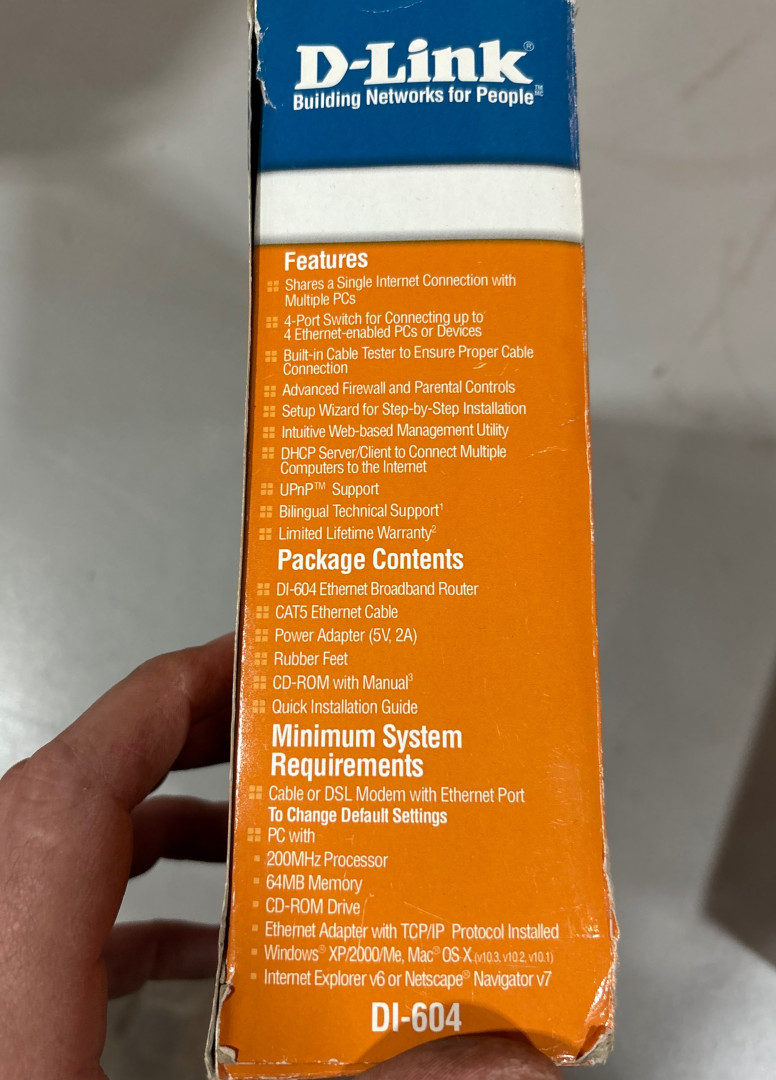 D-Link®
Building Networks for People™ MC
Features
Shares a Single Internet Connection with
Multiple PCs
4-Port Switch for Connecting up to
4 Ethernet-enabled PCs or Devices
Built-in Cable Tester to Ensure Proper Cable
Connection
Advanced Firewall and Parental Controls
Setup Wizard for Step-by-Step Installation
Intuitive Web-based Management Utility
DHCP Server/Client to Connect Multiple
Computers to the Internet
UPnP™ Support
Bilingual Technical Support¹
Limited Lifetime Warranty²
Package Contents
DI-604 Ethernet Broadband Router
CAT5 Ethernet Cable
Power Adapter (5V, 2A)
Rubber Feet
CD-ROM with Manual³
Quick Installation Guide
Minimum System
Requirements
Cable or DSL Modem with Ethernet Port
To Change Default Settings
PC with
200MHz Processor
64MB Memory
CD-ROM Drive
Ethernet Adapter with TCP/IP Protocol Installed
Windows® XP/2000/Me, Mac® OS X (v10.3, v10.2, v10.1)
Internet Explorer v6 or Netscape® Navigator v7
DI-604